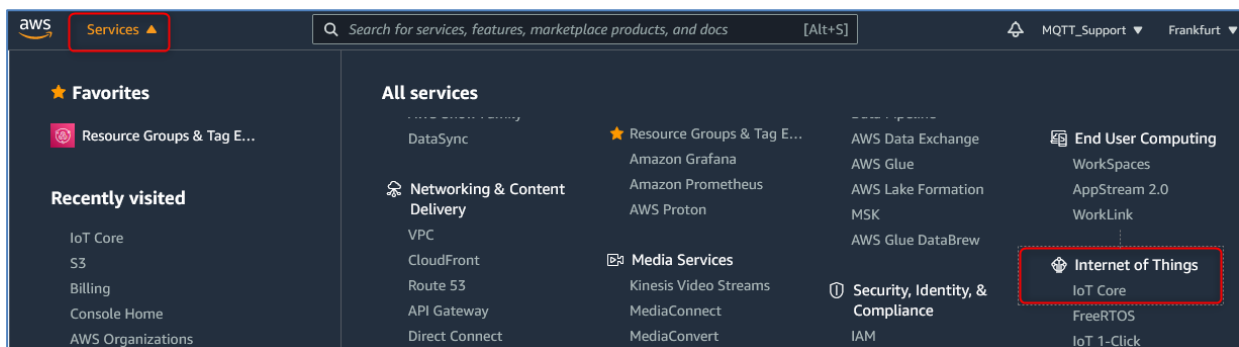 aws
Services ▲
Search for services, features, marketplace products, and docs [Alt+S]
MQTT_Support ▼
Frankfurt ▼
Favorites
Resource Groups & Tag E...
Recently visited
IoT Core
S3
Billing
Console Home
AWS Organizations
All services
DataSync
Networking & Content
Delivery
VPC
CloudFront
Route 53
API Gateway
Direct Connect
Resource Groups & Tag E...
Amazon Grafana
Amazon Prometheus
AWS Proton
Media Services
Kinesis Video Streams
MediaConnect
MediaConvert
AWS Data Exchange
AWS Glue
AWS Lake Formation
MSK
AWS Glue DataBrew
Security, Identity, &
Compliance
IAM
End User Computing
WorkSpaces
AppStream 2.0
WorkLink
Internet of Things
IoT Core
FreeRTOS
IoT 1-Click